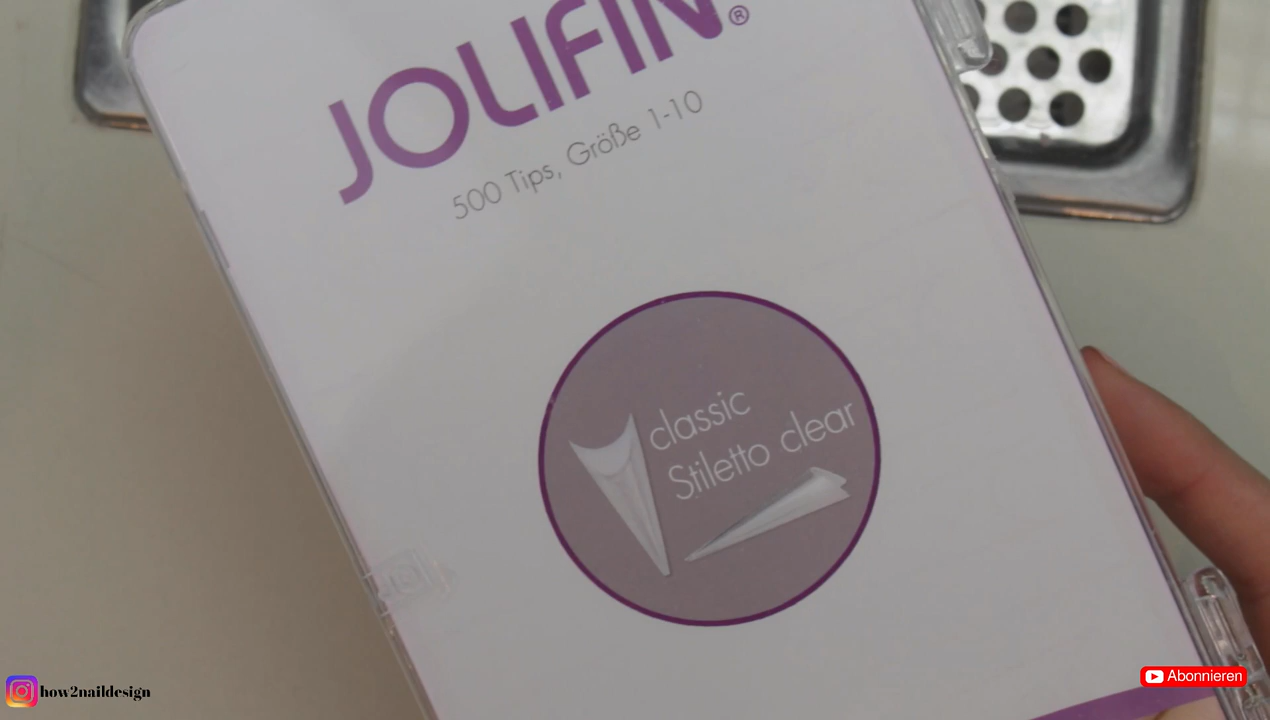 JOLIFIN®
500 Tips, Größe 1-10
classic
Stiletto clear
how2naildesign
Abonnieren